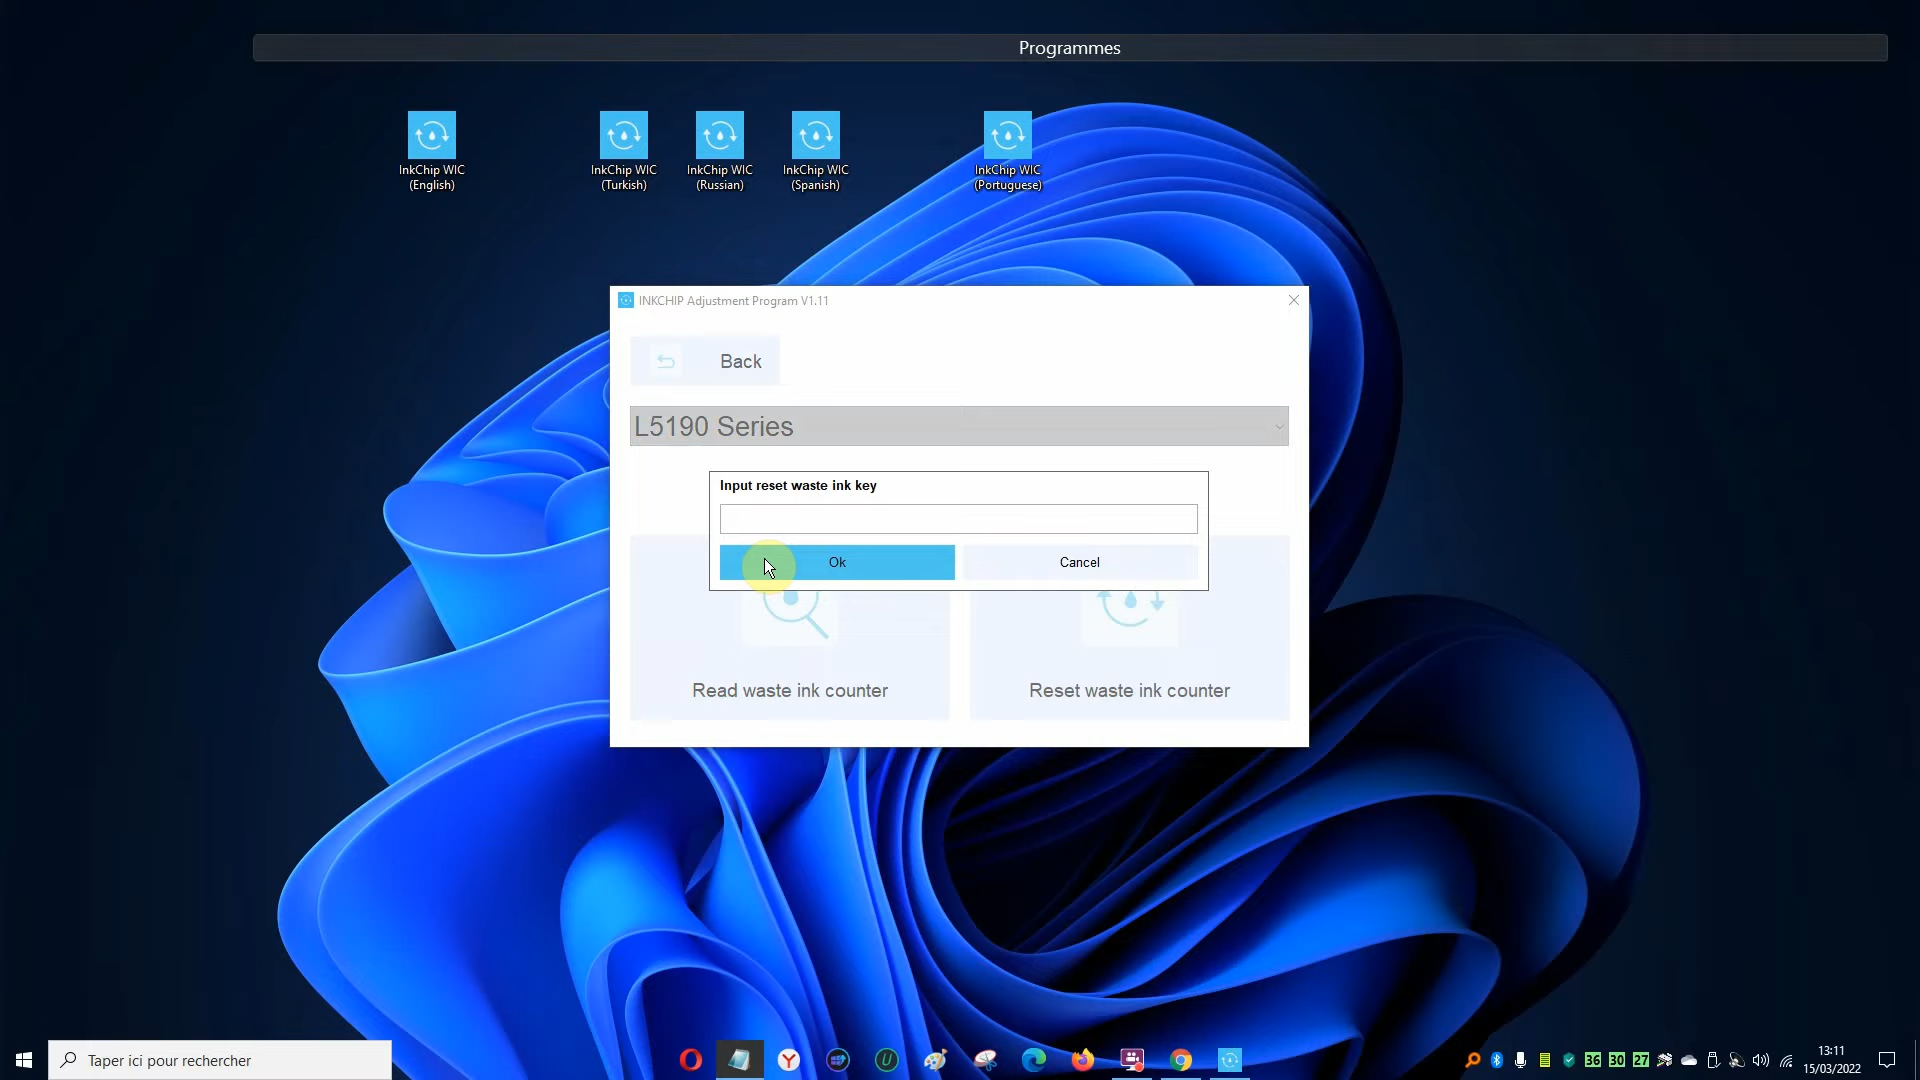 Programmes
InkChip WIC
(English)
InkChip WIC
(Turkish)
InkChip WIC
(Russian)
InkChip WIC
(Spanish)
InkChip WIC
(Portuguese)
INKCHIP Adjustment Program V1.11
Back
L5190 Series
Input reset waste ink key
Ok
Cancel
Read waste ink counter
Reset waste ink counter
Taper ici pour rechercher
36 30 27
13:11
15/03/2022